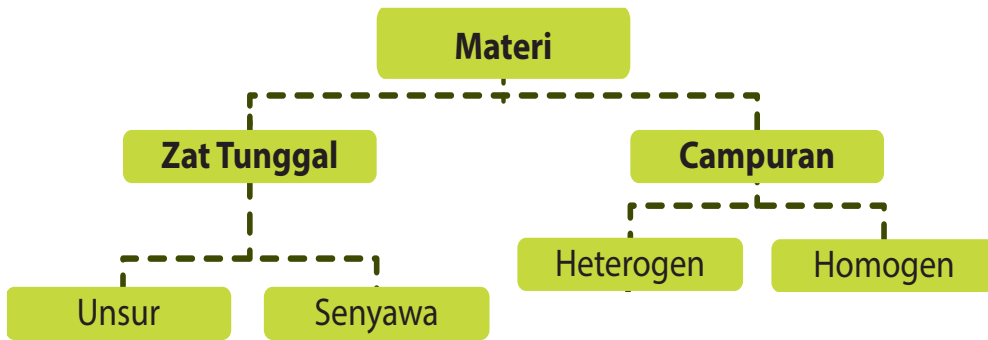 Materi
Zat Tunggal
Campuran
Heterogen
Homogen
Unsur
Senyawa